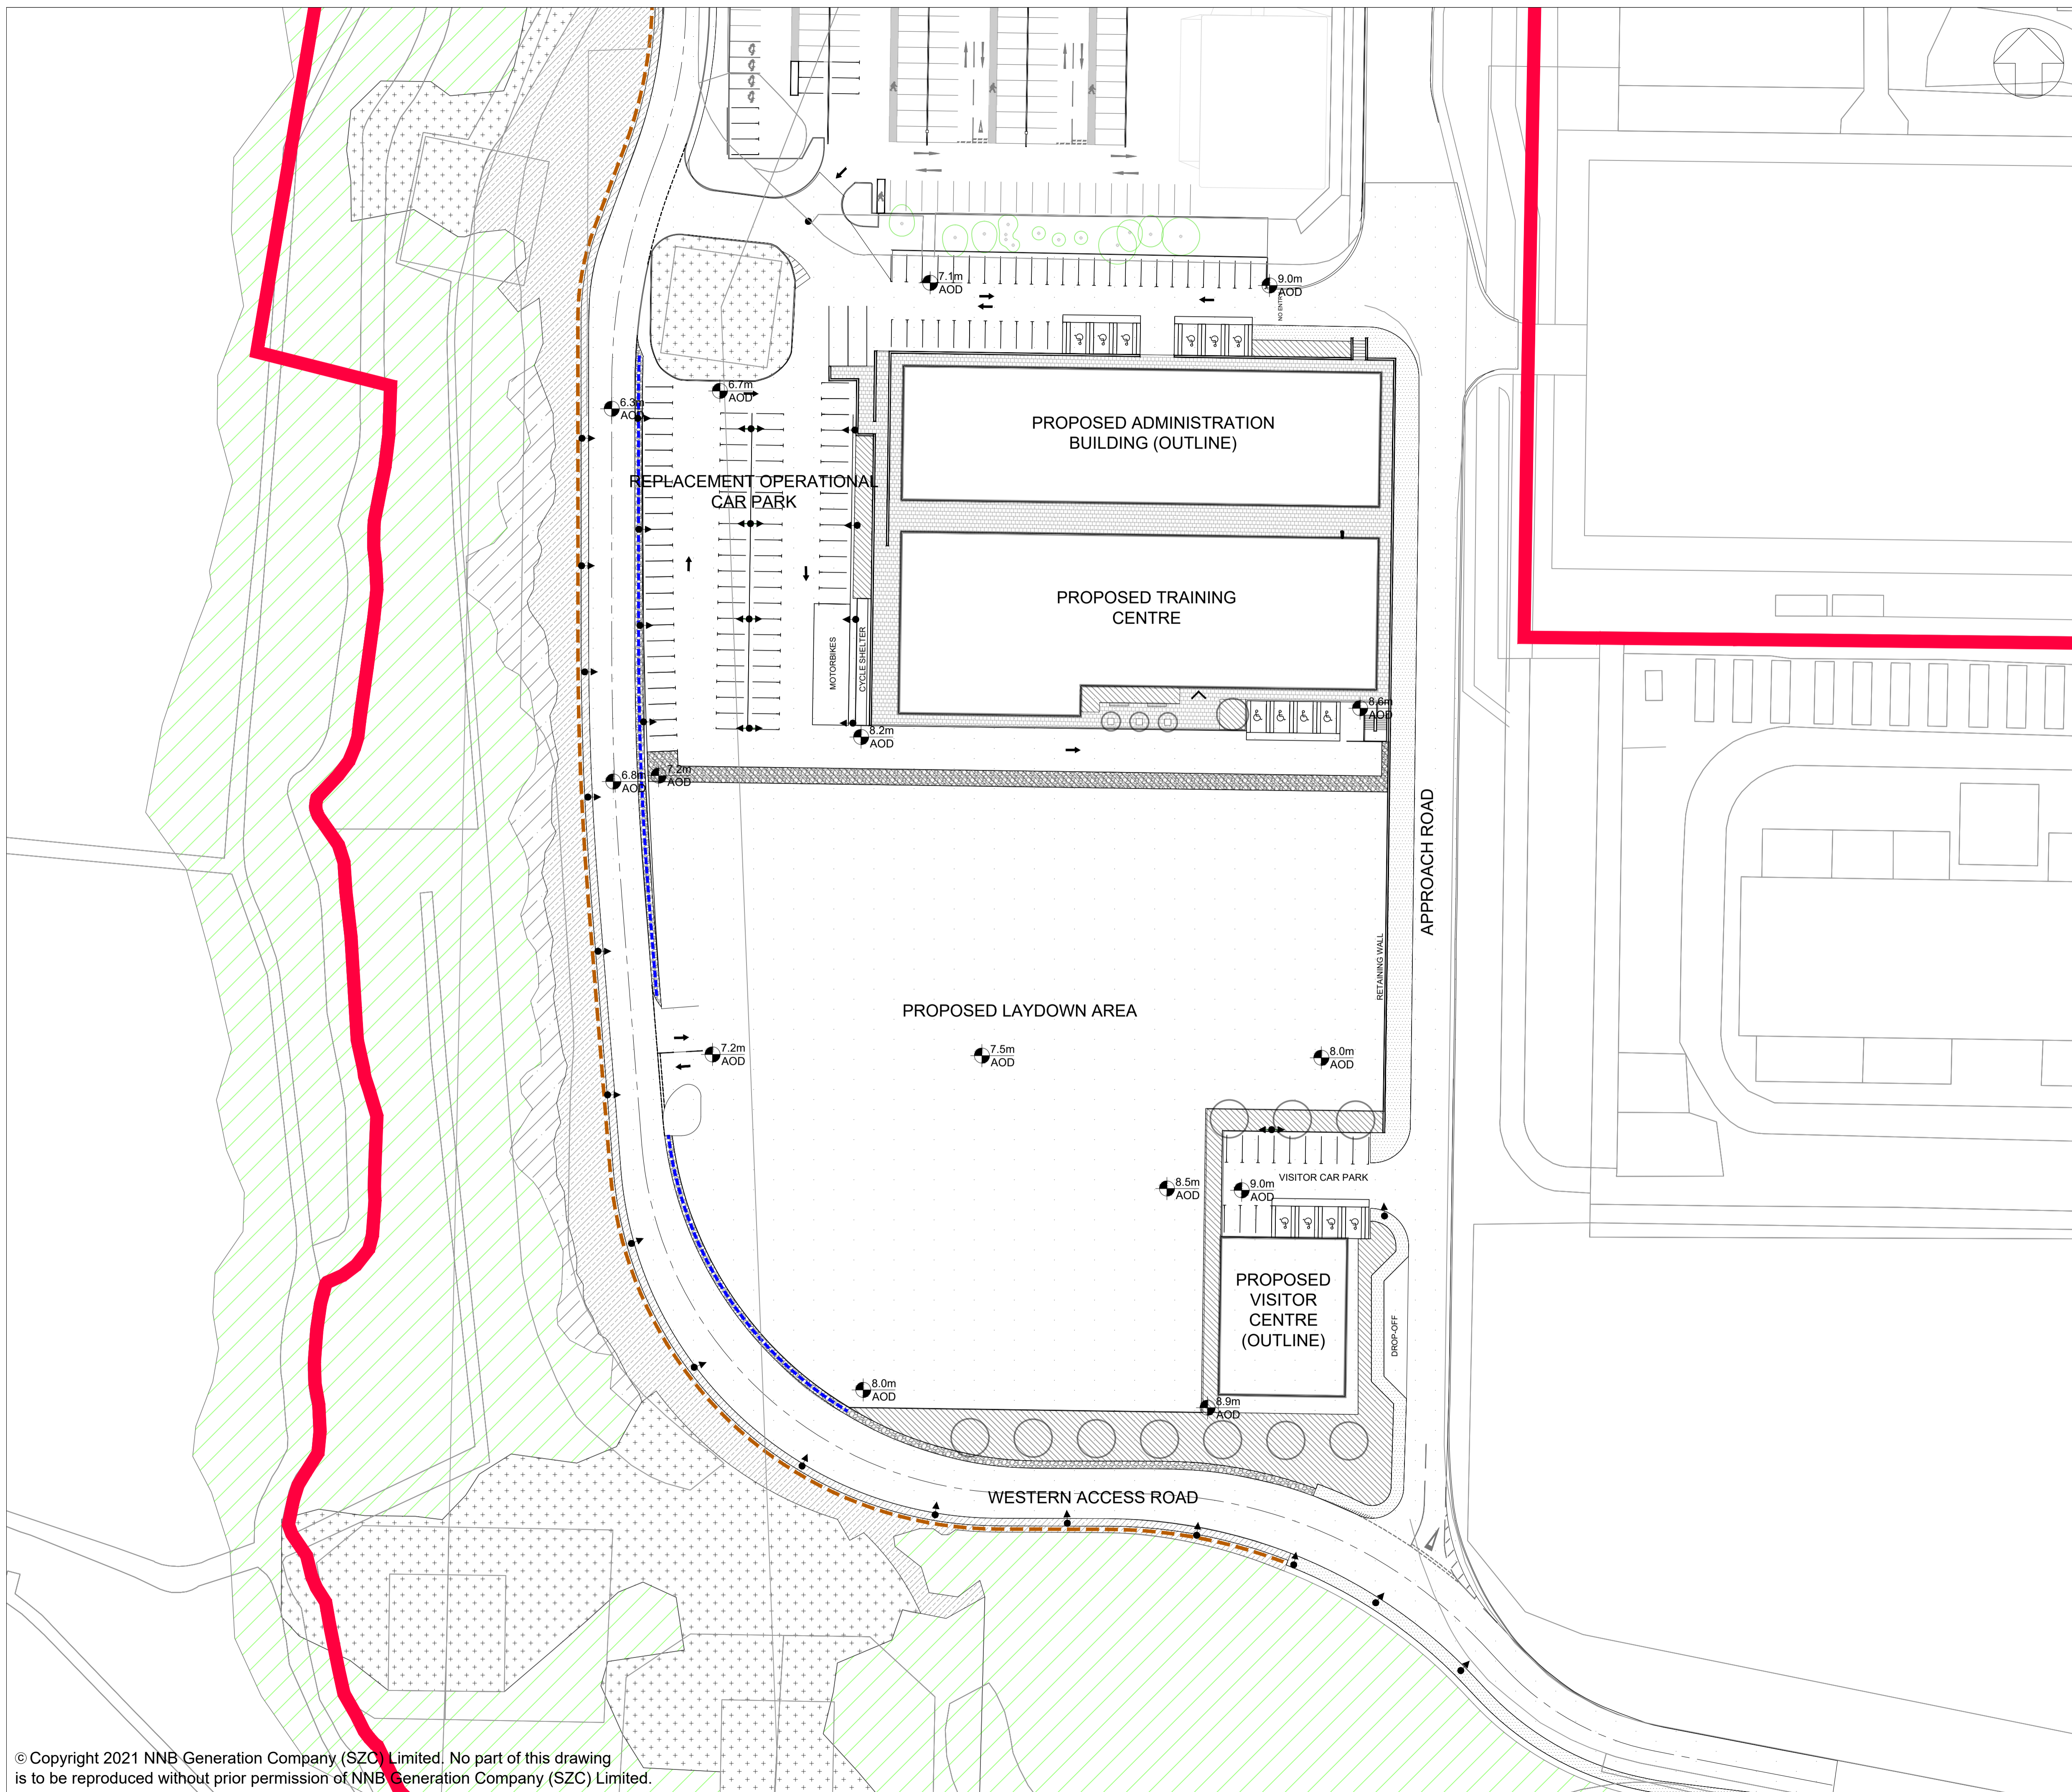 7.1m
AOD
9.0m
AOD
NO ENTRY
6.7m
AOD
6.3m
AOD
PROPOSED ADMINISTRATION
BUILDING (OUTLINE)
REPLACEMENT OPERATIONAL
CAR PARK
PROPOSED TRAINING
CENTRE
MOTORBIKES
CYCLE SHELTER
8.6m
AOD
8.2m
AOD
7.2m
AOD
6.8m
AOD
APPROACH ROAD
RETAINING WALL
PROPOSED LAYDOWN AREA
7.2m
AOD
7.5m
AOD
8.0m
AOD
8.5m
AOD
9.0m
AOD
VISITOR CAR PARK
PROPOSED
VISITOR
CENTRE
(OUTLINE)
DROP-OFF
8.0m
AOD
8.9m
AOD
WESTERN ACCESS ROAD
© Copyright 2021 NNB Generation Company (SZC) Limited. No part of this drawing
is to be reproduced without prior permission of NNB Generation Company (SZC) Limited.